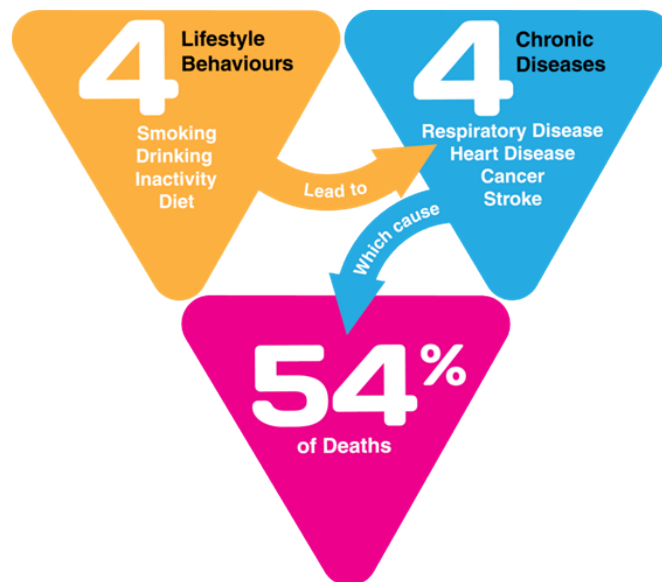 4 Lifestyle
Behaviours
Smoking
Drinking
Inactivity
Diet
Lead to
4 Chronic
Diseases
Respiratory Disease
Heart Disease
Cancer
Stroke
Which cause
54%
of Deaths